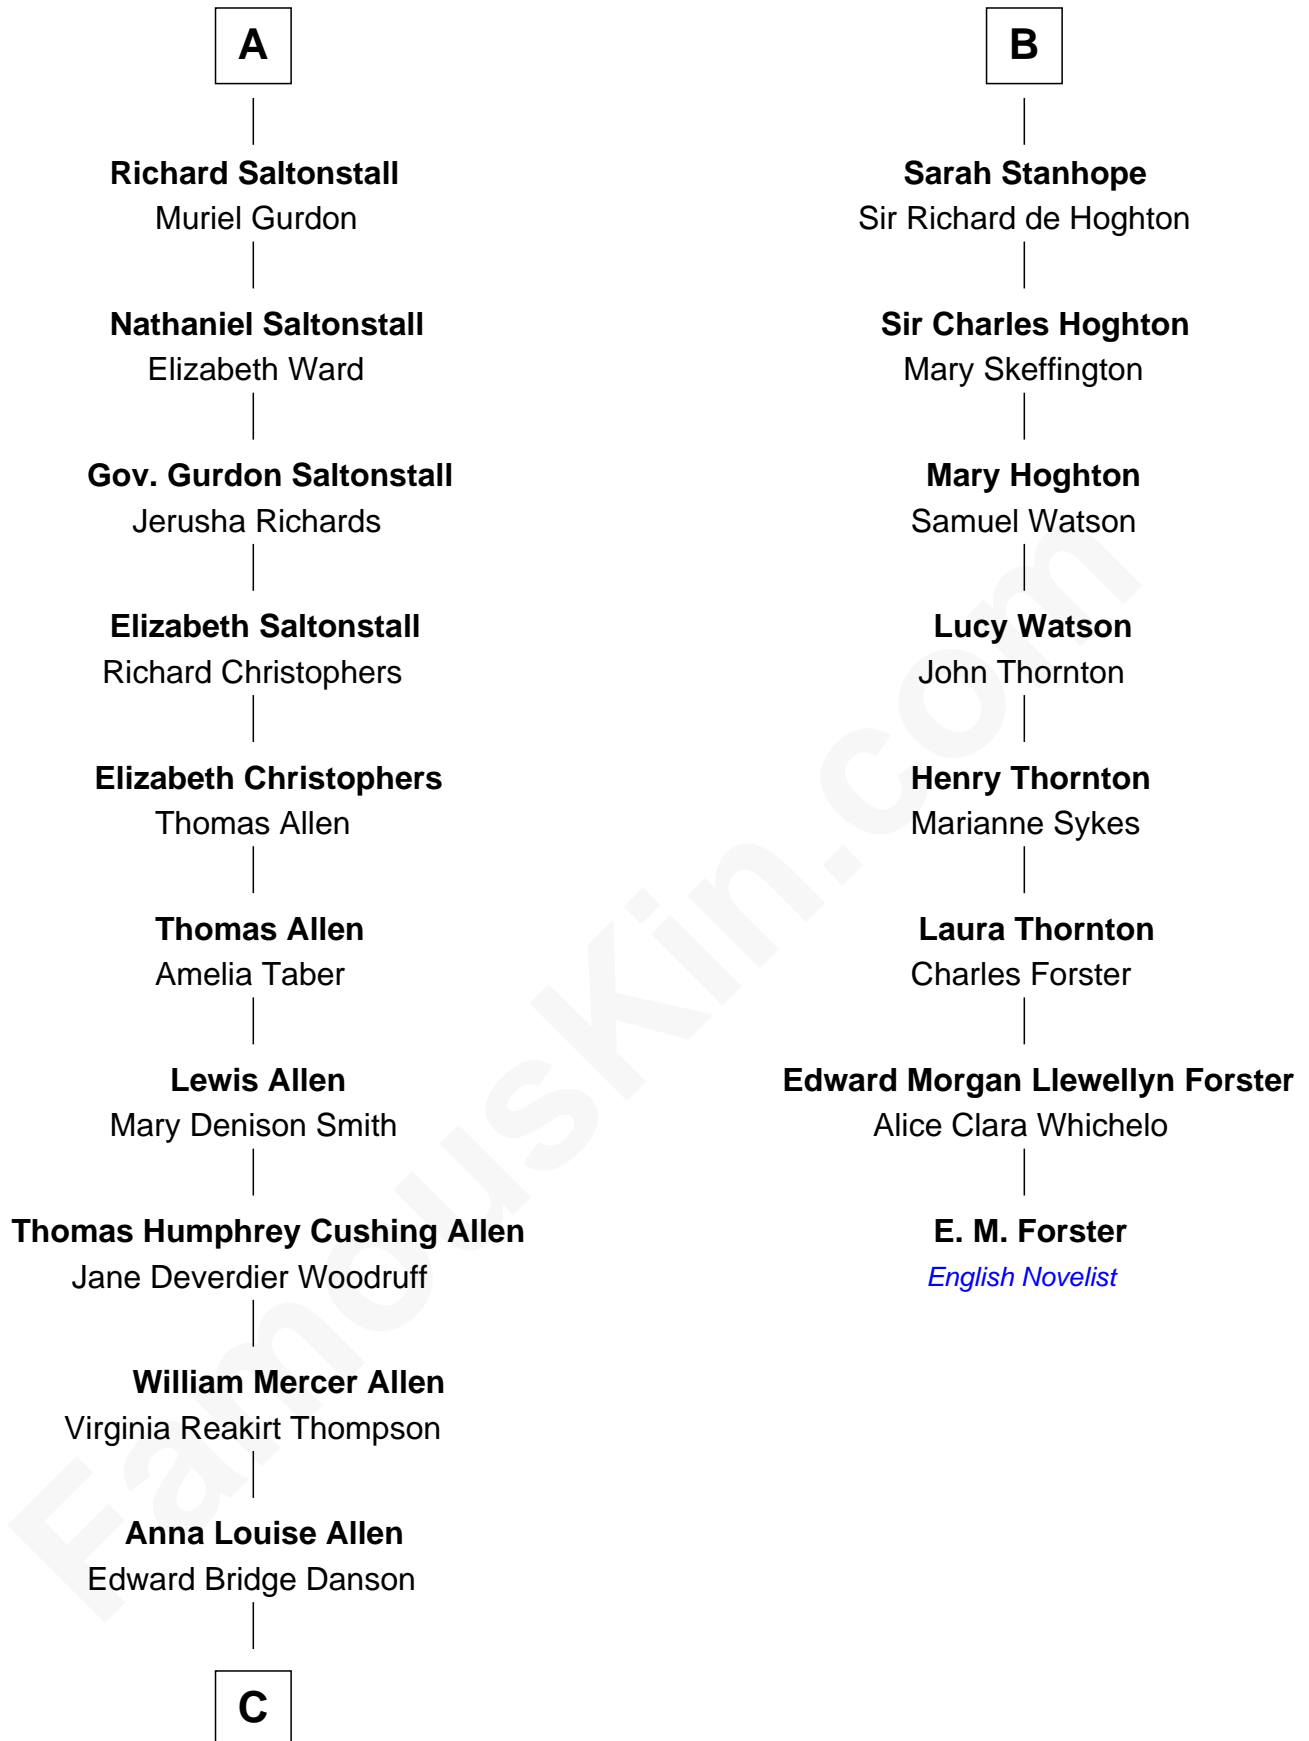 A
Richard Saltonstall
Muriel Gurdon
Nathaniel Saltonstall
Elizabeth Ward
Gov. Gurdon Saltonstall
Jerusha Richards
Elizabeth Saltonstall
Richard Christophers
Elizabeth Christophers
Thomas Allen
Thomas Allen
Amelia Taber
Lewis Allen
Mary Denison Smith
Thomas Humphrey Cushing Allen
Jane Deverdier Woodruff
William Mercer Allen
Virginia Reakirt Thompson
Anna Louise Allen
Edward Bridge Danson
C
B
Sarah Stanhope
Sir Richard de Hoghton
Sir Charles Hoghton
Mary Skeffington
Mary Hoghton
Samuel Watson
Lucy Watson
John Thornton
Henry Thornton
Marianne Sykes
Laura Thornton
Charles Forster
Edward Morgan Llewellyn Forster
Alice Clara Whichelo
E. M. Forster
English Novelist
FamousKin.com